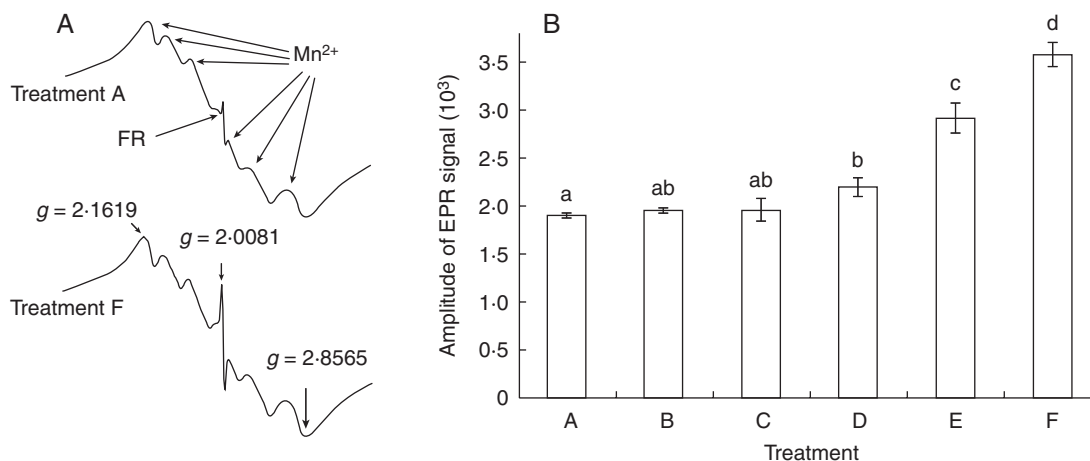 A
Mn²⁺
Treatment A
FR
g = 2·1619
g = 2·0081
Treatment F
g = 2·8565
B
Amplitude of EPR signal (10³)
3·5
3·0
2·5
2·0
1·5
1·0
0·5
0
a
ab
ab
b
c
d
A B C D E F
Treatment